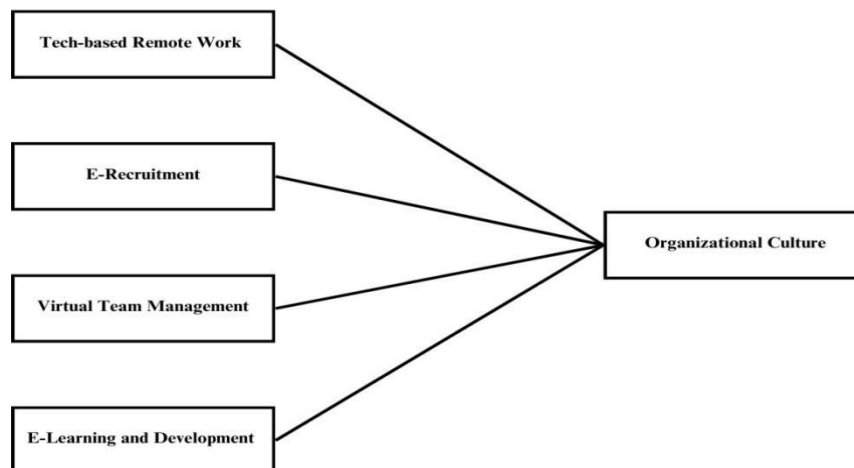 Tech-based Remote Work
E-Recruitment
Organizational Culture
Virtual Team Management
E-Learning and Development